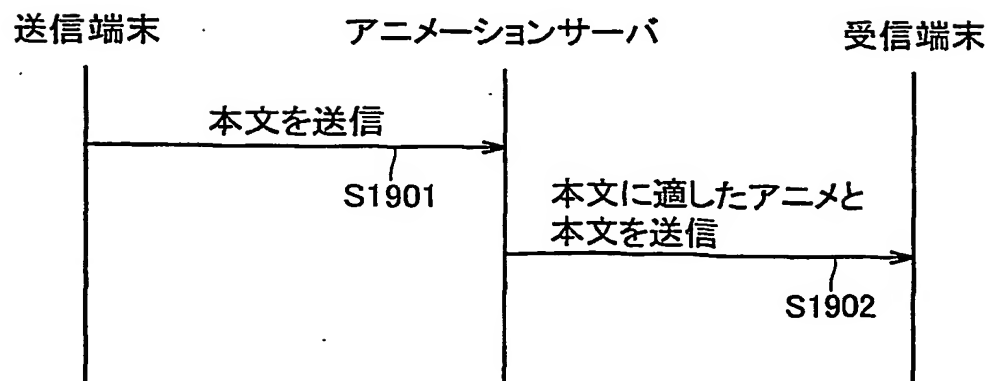 送信端末
アニメーションサーバ
受信端末
本文を送信
S1901
本文に適したアニメと
本文を送信
S1902